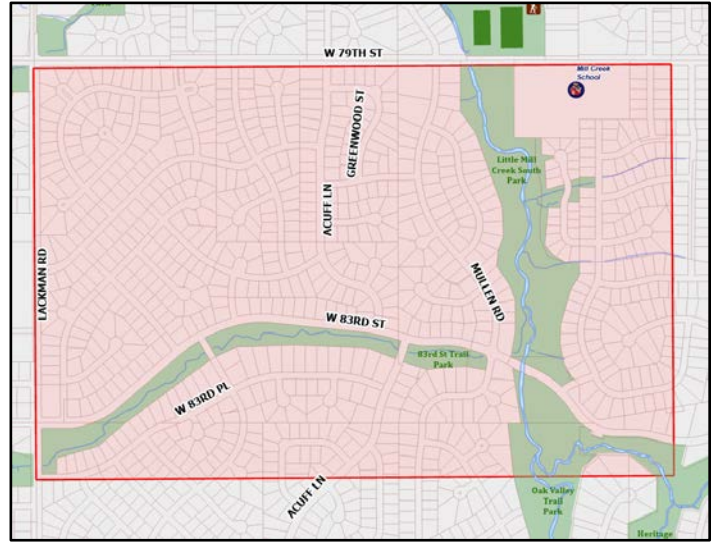 W 79TH ST
Mill Creek
School
GREENWOOD ST
Little Mill
Creek South
Park
ACUFF LN
LACKMAN RD
MULLEN RD
W 83RD ST
83rd St Trail
Park
W 83RD PL
ACUFF LN
Oak Valley
Trail
Park
Heritage